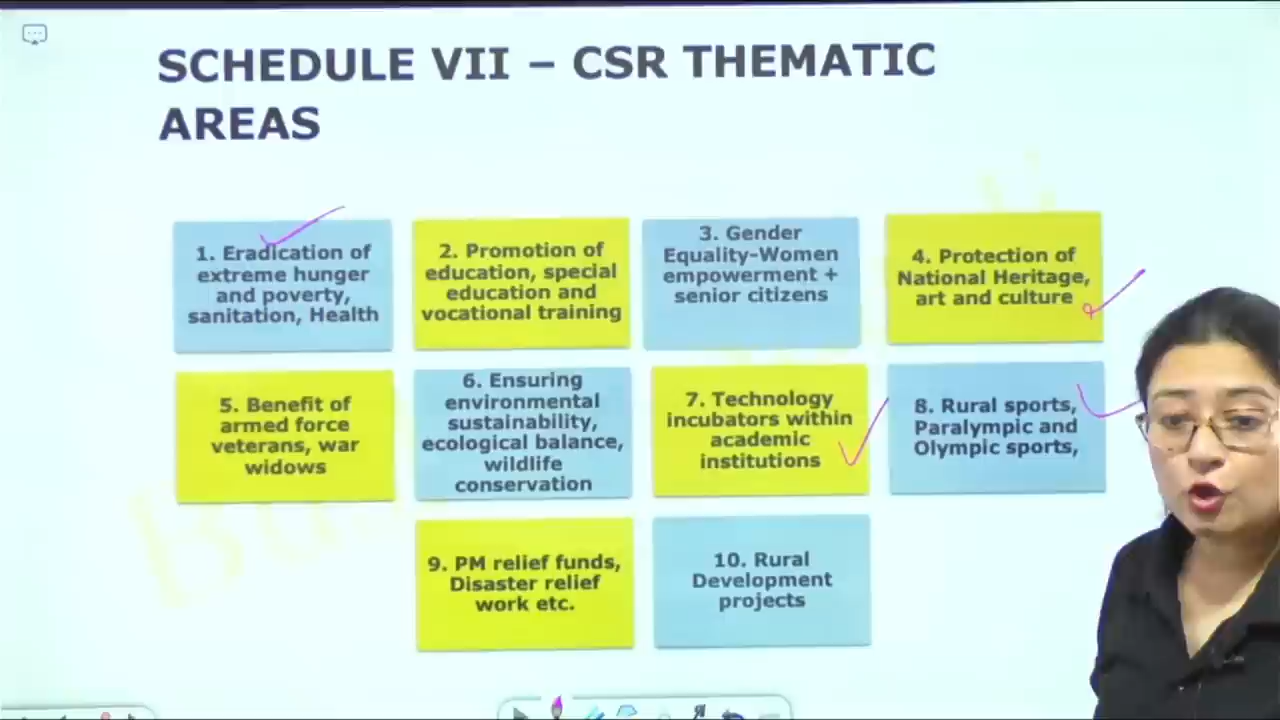 SCHEDULE VII – CSR THEMATIC
AREAS
1. Eradication of
extreme hunger
and poverty,
sanitation, Health
2. Promotion of
education, special
education and
vocational training
3. Gender
Equality-Women
empowerment +
senior citizens
4. Protection of
National Heritage,
art and culture
5. Benefit of
armed force
veterans, war
widows
6. Ensuring
environmental
sustainability,
ecological balance,
wildlife
conservation
7. Technology
incubators within
academic
institutions
8. Rural sports,
Paralympic and
Olympic sports,
9. PM relief funds,
Disaster relief
work etc.
10. Rural
Development
projects